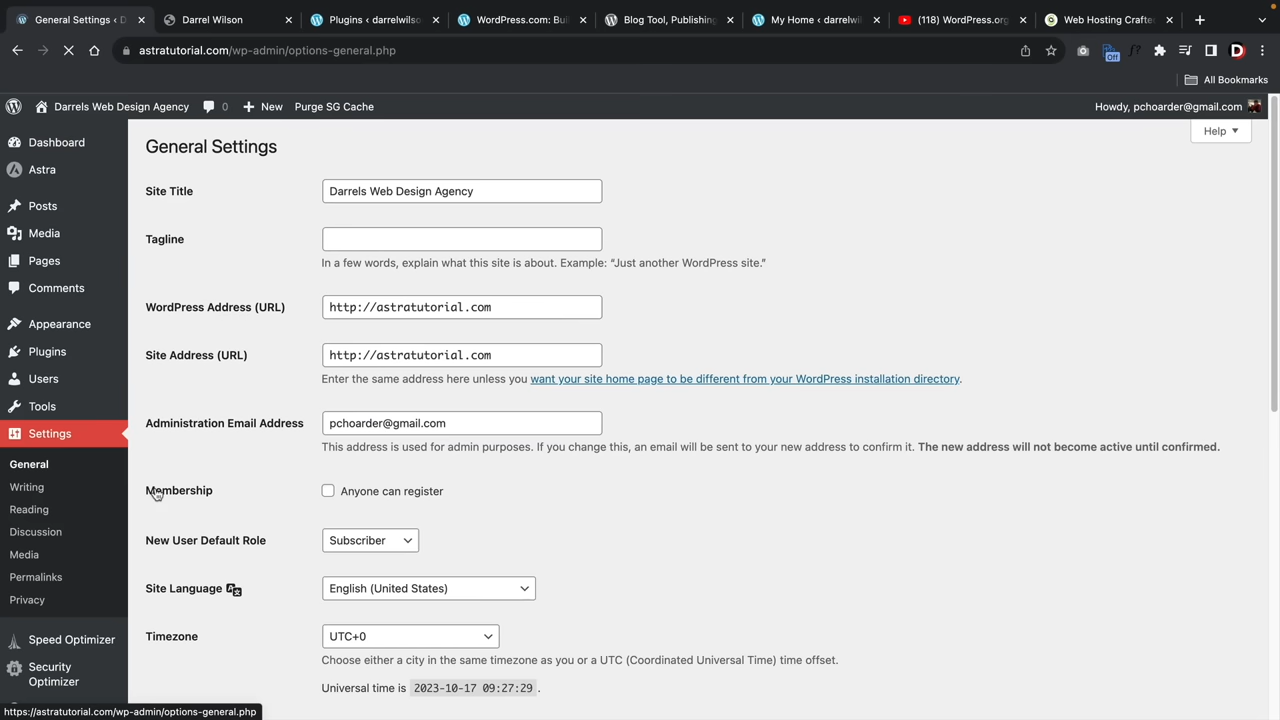 General Settings ‹ D
Darrel Wilson
Plugins ‹ darrelwilso
WordPress.com: Bui
Blog Tool, Publishing
My Home ‹ darrelwil
(118) WordPress.org
Web Hosting Crafte
astratutorial.com/wp-admin/options-general.php
Off
D
All Bookmarks
Darrels Web Design Agency
0
New
Purge SG Cache
Howdy, pchoarder@gmail.com
Dashboard
Astra
Posts
Media
Pages
Comments
Appearance
Plugins
Users
Tools
Settings
General
Writing
Reading
Discussion
Media
Permalinks
Privacy
Speed Optimizer
Security
Optimizer
Help
General Settings
Site Title
Darrels Web Design Agency
Tagline
In a few words, explain what this site is about. Example: “Just another WordPress site.”
WordPress Address (URL)
http://astratutorial.com
Site Address (URL)
http://astratutorial.com
Enter the same address here unless you want your site home page to be different from your WordPress installation directory.
Administration Email Address
pchoarder@gmail.com
This address is used for admin purposes. If you change this, an email will be sent to your new address to confirm it. The new address will not become active until confirmed.
Membership
Anyone can register
New User Default Role
Subscriber
Site Language
English (United States)
Timezone
UTC+0
Choose either a city in the same timezone as you or a UTC (Coordinated Universal Time) time offset.
Universal time is 2023-10-17 09:27:29 .
https://astratutorial.com/wp-admin/options-general.php